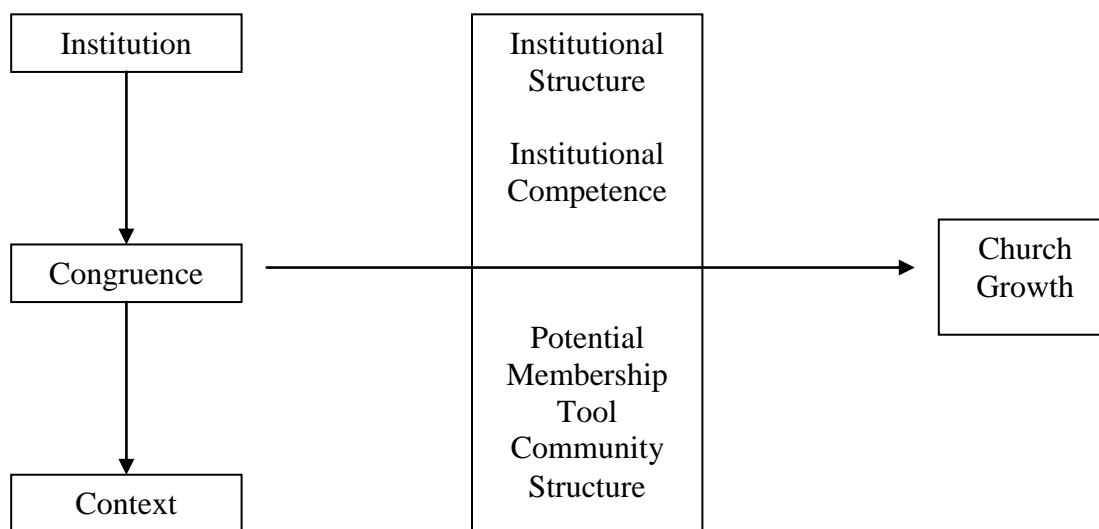 Institution
Institutional
Structure
Institutional
Competence
Congruence
Church
Growth
Potential
Membership
Tool
Community
Structure
Context